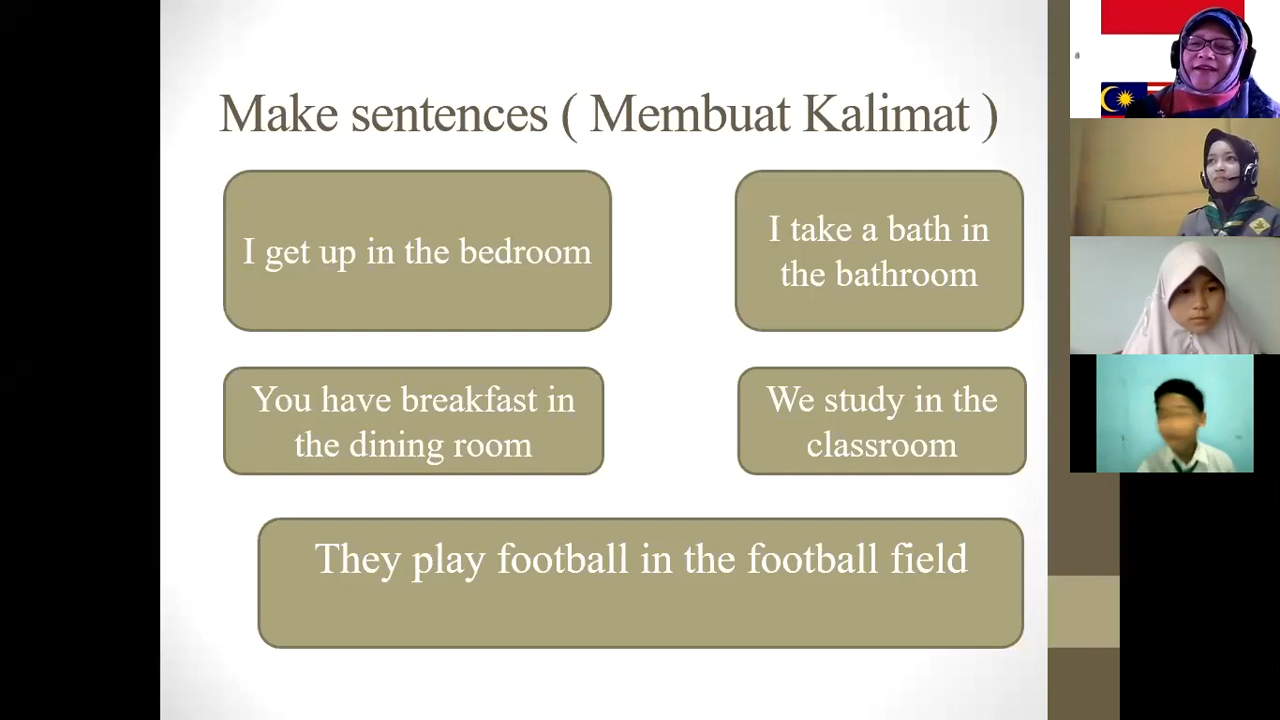 Make sentences ( Membuat Kalimat )
I get up in the bedroom
I take a bath in
the bathroom
You have breakfast in
the dining room
We study in the
classroom
They play football in the football field